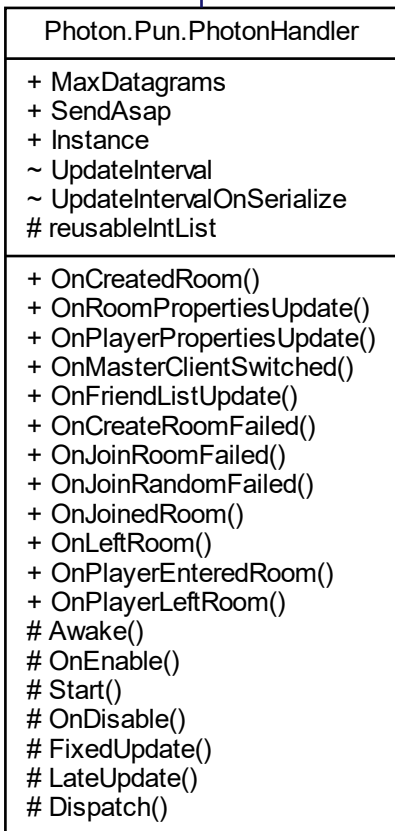 Photon.Pun.PhotonHandler
+ MaxDatagrams
+ SendAsap
+ Instance
~ UpdateInterval
~ UpdateIntervalOnSerialize
# reusableIntList
+ OnCreatedRoom()
+ OnRoomPropertiesUpdate()
+ OnPlayerPropertiesUpdate()
+ OnMasterClientSwitched()
+ OnFriendListUpdate()
+ OnCreateRoomFailed()
+ OnJoinRoomFailed()
+ OnJoinRandomFailed()
+ OnJoinedRoom()
+ OnLeftRoom()
+ OnPlayerEnteredRoom()
+ OnPlayerLeftRoom()
# Awake()
# OnEnable()
# Start()
# OnDisable()
# FixedUpdate()
# LateUpdate()
# Dispatch()